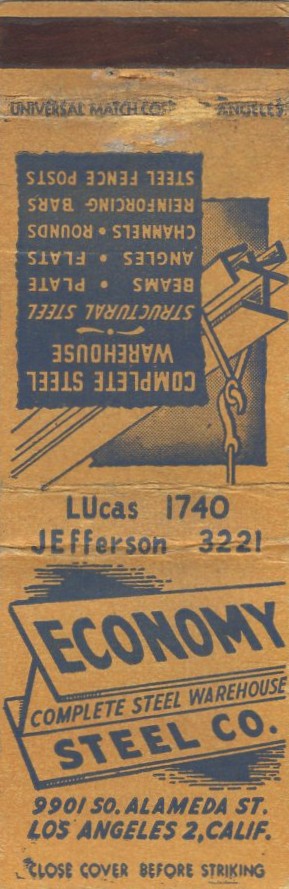 UNIVERSAL MATCH CORP ANGELES
COMPLETE STEEL
WAREHOUSE
STRUCTURAL STEEL
BEAMS • PLATE
ANGLES • FLATS
CHANNELS • ROUNDS
REINFORCING BARS
STEEL FENCE POSTS
LUcas 1740
JEfferson 3221
ECONOMY
COMPLETE STEEL WAREHOUSE
STEEL CO.
9901 SO. ALAMEDA ST.
LOS ANGELES 2, CALIF.
CLOSE COVER BEFORE STRIKING